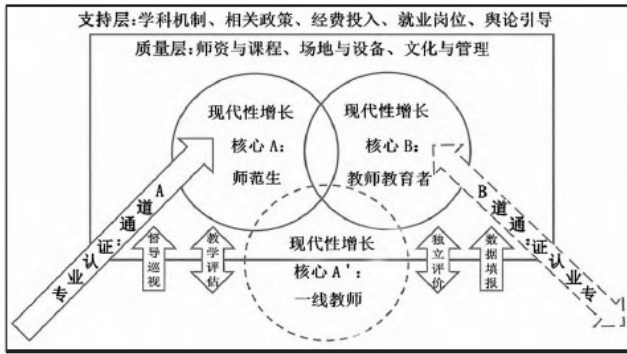 支持层:学科机制、相关政策、经费投入、就业岗位、舆论引导
质量层:师资与课程、场地与设备、文化与管理
现代性增长
核心 A:
师范生
现代性增长
核心 B:
教师教育者
现代性增长
核心 A':
一线教师
专业认证:通道 A
督导巡视
教学评估
独立评价
数据填报
B 道通:证认业专